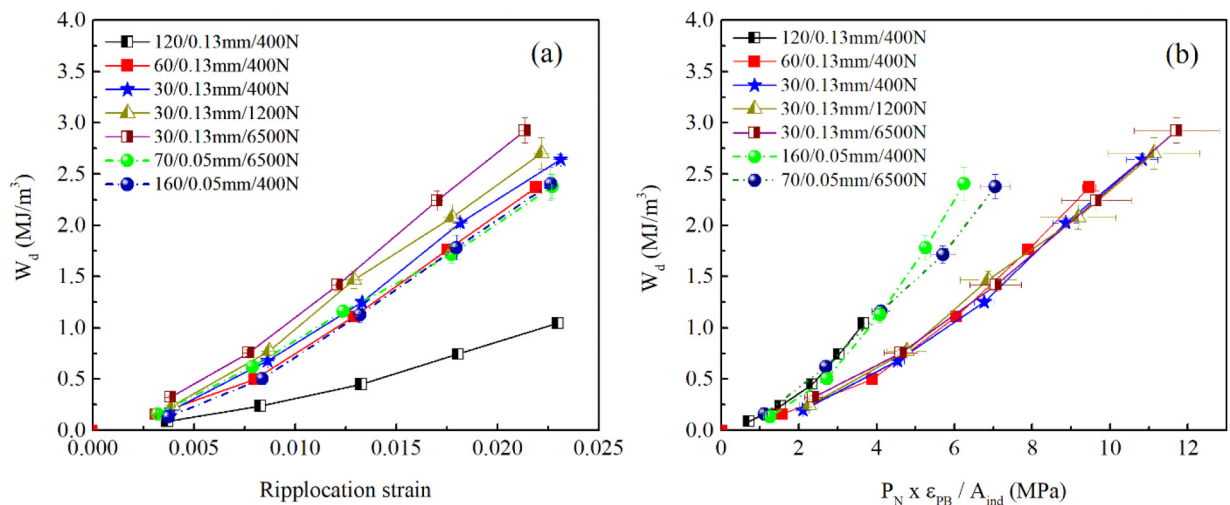 4.0
3.5
3.0
2.5
2.0
1.5
1.0
0.5
0.0
W_d (MJ/m³)
120/0.13mm/400N
60/0.13mm/400N
30/0.13mm/400N
30/0.13mm/1200N
30/0.13mm/6500N
70/0.05mm/6500N
160/0.05mm/400N
(a)
0.000 0.005 0.010 0.015 0.020 0.025
Ripplocation strain
4.0
3.5
3.0
2.5
2.0
1.5
1.0
0.5
0.0
W_d (MJ/m³)
120/0.13mm/400N
60/0.13mm/400N
30/0.13mm/400N
30/0.13mm/1200N
30/0.13mm/6500N
160/0.05mm/400N
70/0.05mm/6500N
(b)
0 2 4 6 8 10 12
P_N x ε_PB / A_ind (MPa)